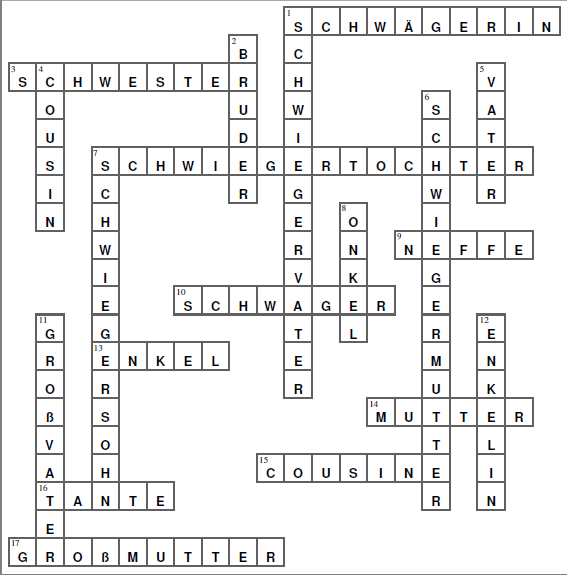 1 SCHWÄGERIN
SCHWIEGERVATER
2 BRUDER
3 SCHWESTER
4 COUSIN
5 VATER
6 SCHWIEGERMUTTER
7 SCHWIEGERTOCHTER
SCHWIEGERSOHN
8 ONKEL
9 NEFFE
10 SCHWAGER
11 GROßVATER
12 ENKELIN
13 ENKEL
14 MUTTER
15 COUSINE
16 TANTE
17 GROßMUTTER